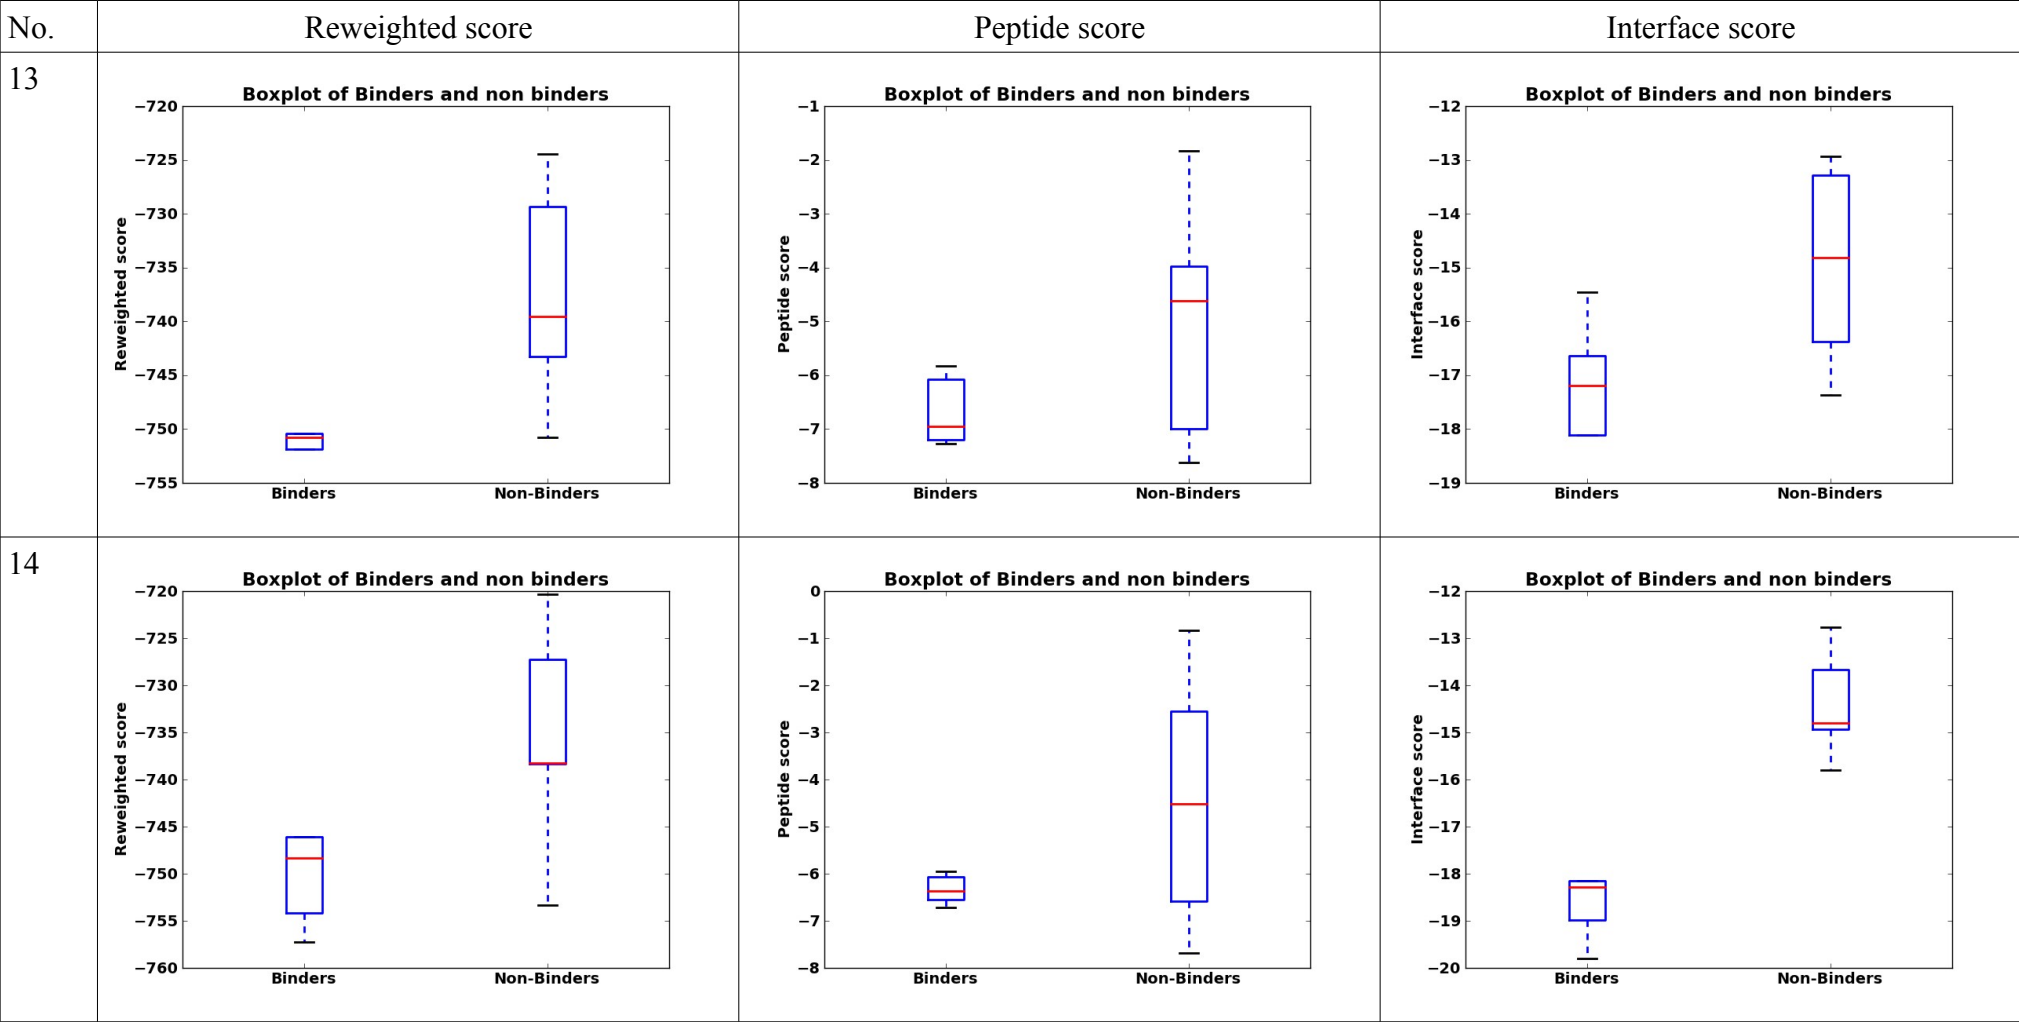 No. Reweighted score Peptide score Interface score
13
Boxplot of Binders and non binders
−720
−725
−730
−735
−740
−745
−750
−755
Reweighted score
Binders Non-Binders
Boxplot of Binders and non binders
−1
−2
−3
−4
−5
−6
−7
−8
Peptide score
Binders Non-Binders
Boxplot of Binders and non binders
−12
−13
−14
−15
−16
−17
−18
−19
Interface score
Binders Non-Binders
14
Boxplot of Binders and non binders
−720
−725
−730
−735
−740
−745
−750
−755
−760
Reweighted score
Binders Non-Binders
Boxplot of Binders and non binders
0
−1
−2
−3
−4
−5
−6
−7
−8
Peptide score
Binders Non-Binders
Boxplot of Binders and non binders
−12
−13
−14
−15
−16
−17
−18
−19
−20
Interface score
Binders Non-Binders